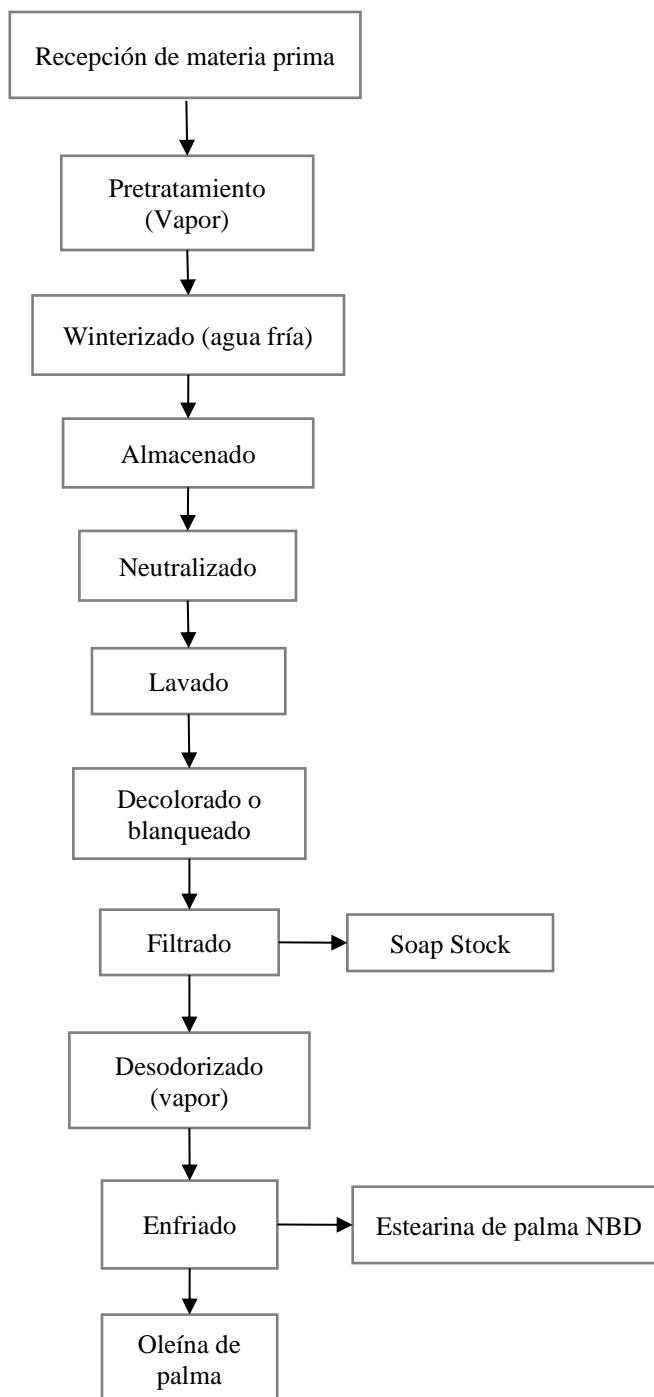 Recepción de materia prima
Pretratamiento
(Vapor)
Winterizado (agua fría)
Almacenado
Neutralizado
Lavado
Decolorado o
blanqueado
Filtrado
Soap Stock
Desodorizado
(vapor)
Enfriado
Estearina de palma NBD
Oleína de
palma